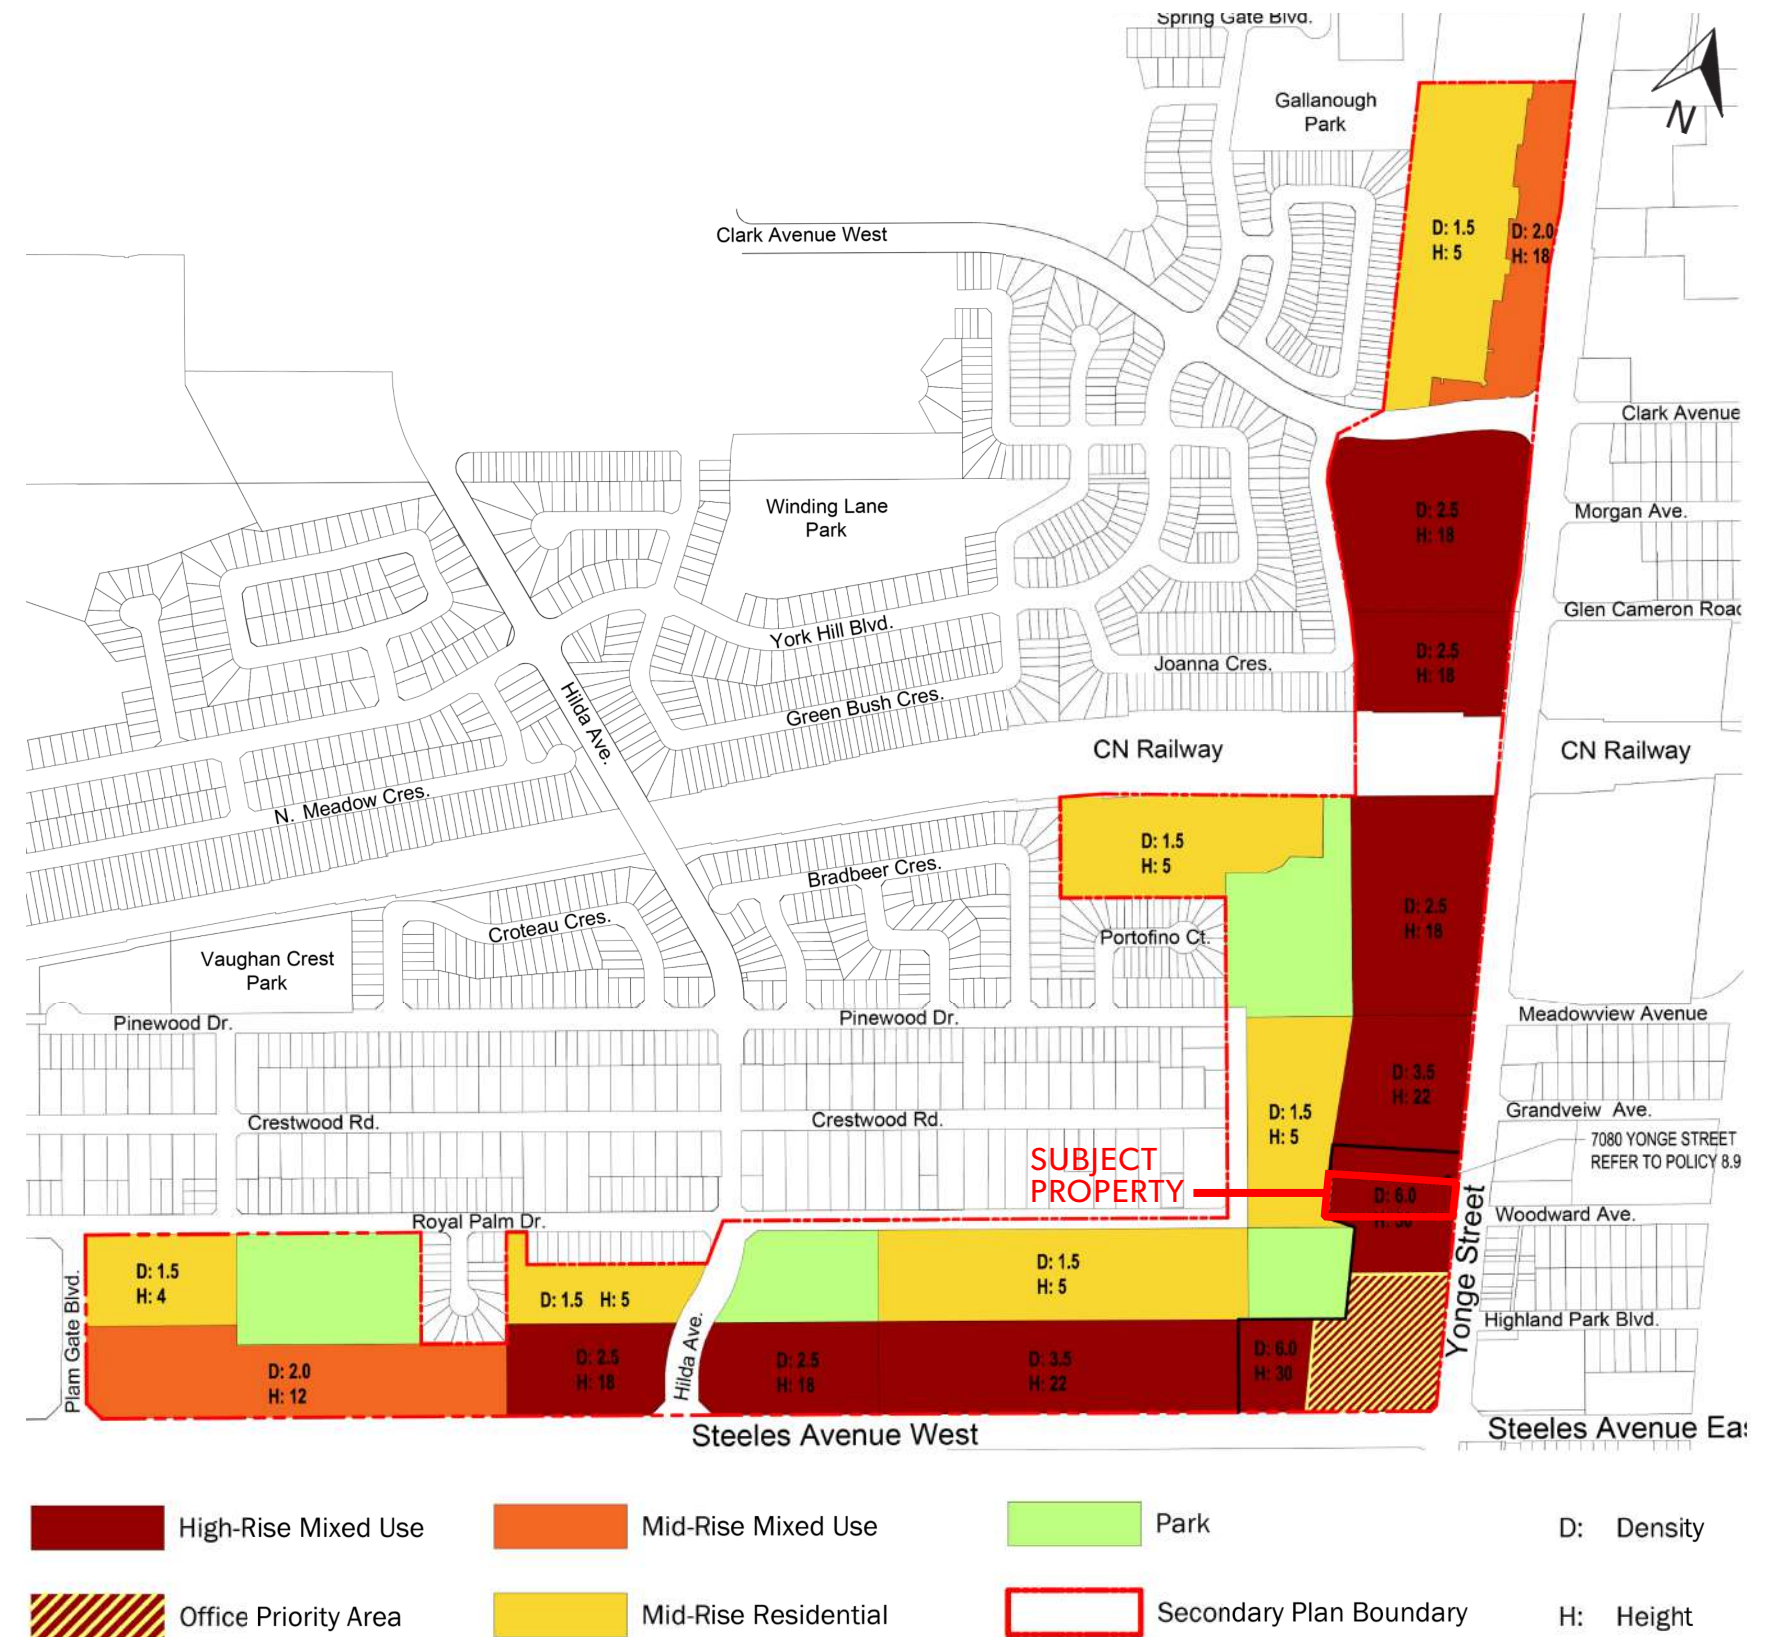 Spring Gate Blvd.
Gallanough
Park
N
Clark Avenue West
D: 1.5
H: 5
D: 2.0
H: 18
Clark Avenue
Winding Lane
Park
D: 2.5
H: 18
Morgan Ave.
Glen Cameron Road
York Hill Blvd.
Joanna Cres.
D: 2.5
H: 18
Hilda Ave.
Green Bush Cres.
CN Railway
CN Railway
N. Meadow Cres.
D: 1.5
H: 5
Bradbeer Cres.
Croteau Cres.
D: 2.5
H: 18
Portofino Ct.
Vaughan Crest
Park
Pinewood Dr.
Pinewood Dr.
Meadowview Avenue
D: 3.5
H: 22
Crestwood Rd.
Crestwood Rd.
D: 1.5
H: 5
Grandveiw Ave.
7080 YONGE STREET
REFER TO POLICY 8.9
SUBJECT
PROPERTY
D: 6.0
H: 30
Royal Palm Dr.
Woodward Ave.
Yonge Street
D: 1.5
H: 4
D: 1.5 H: 5
D: 1.5
H: 5
Plam Gate Blvd.
Hilda Ave.
Highland Park Blvd.
D: 2.0
H: 12
D: 2.5
H: 18
D: 2.5
H: 18
D: 3.5
H: 22
D: 6.0
H: 30
Steeles Avenue West
Steeles Avenue Eas
High-Rise Mixed Use
Mid-Rise Mixed Use
Park
D: Density
Office Priority Area
Mid-Rise Residential
Secondary Plan Boundary
H: Height